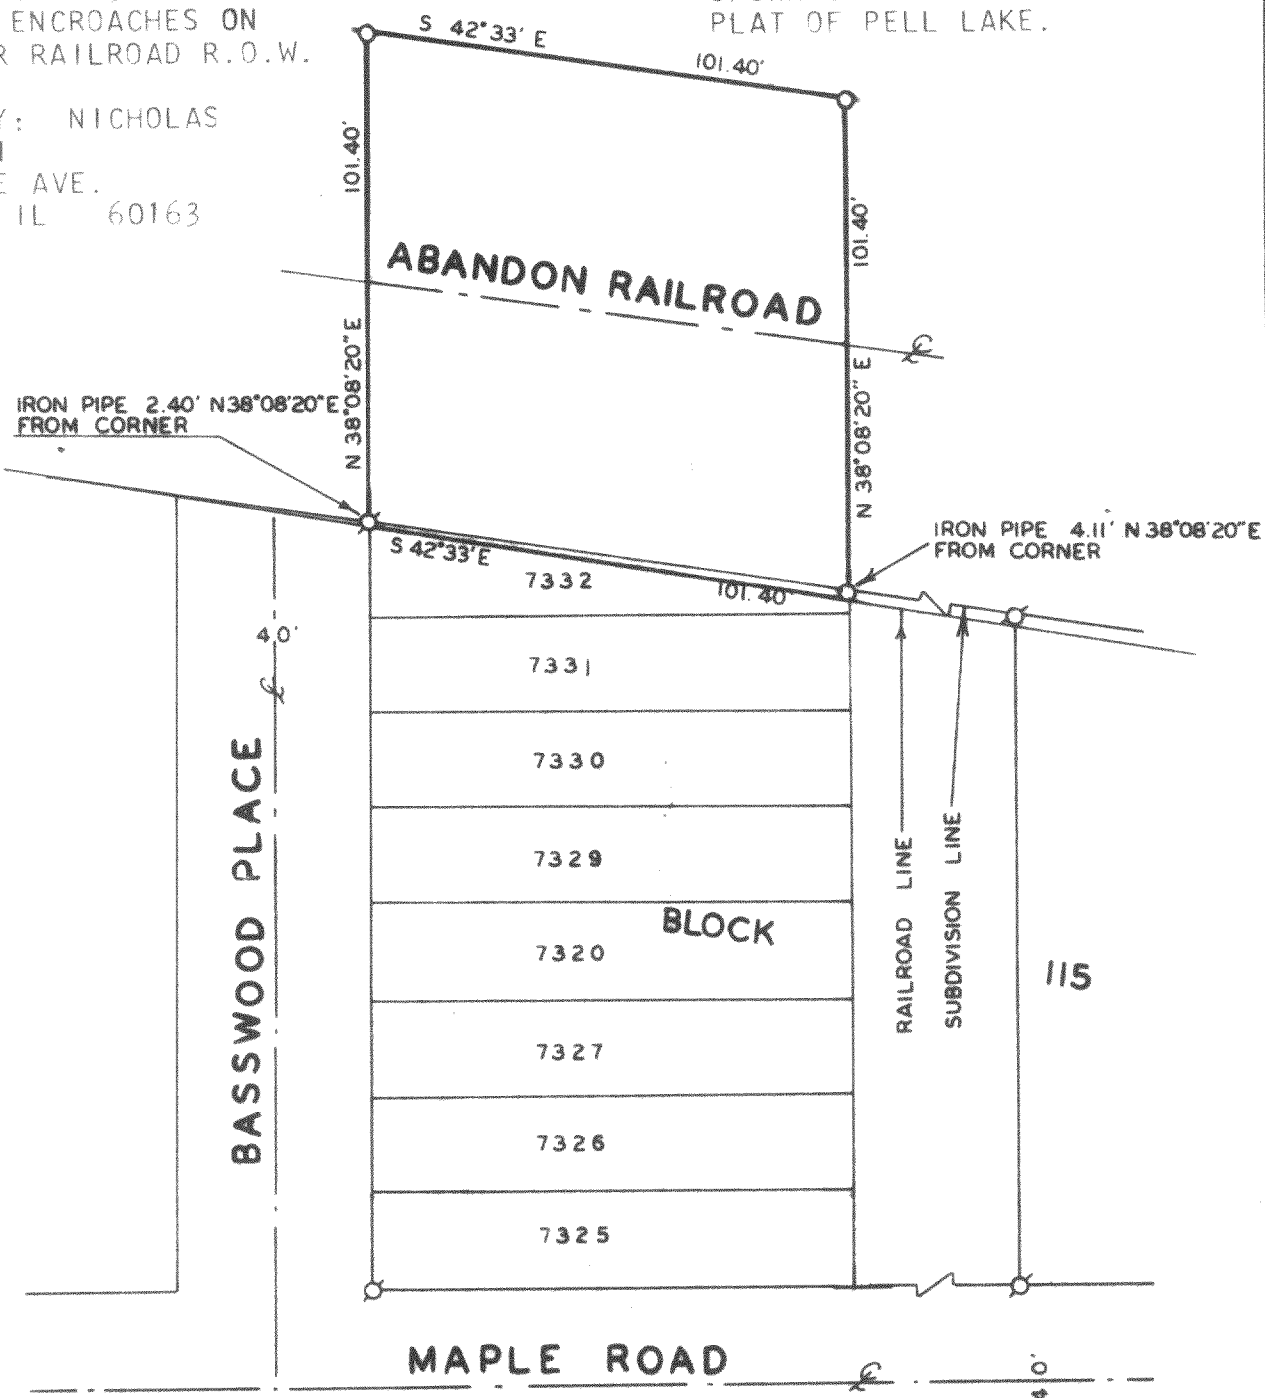 ENCROACHES ON
R RAILROAD R.O.W.
Y: NICHOLAS
E AVE.
IL 60163
PLAT OF PELL LAKE.
S 42°33' E
101.40'
101.40'
N 38°08'20" E
101.40'
N 38°08'20" E
ABANDON RAILROAD
℄
IRON PIPE 2.40' N38°08'20"E
FROM CORNER
IRON PIPE 4.11' N 38°08'20"E
FROM CORNER
S 42°33' E
101.40
7332
7331
7330
7329
7320
7327
7326
7325
BLOCK
115
40'
℄
BASSWOOD PLACE
RAILROAD LINE
SUBDIVISION LINE
MAPLE ROAD
℄
40'